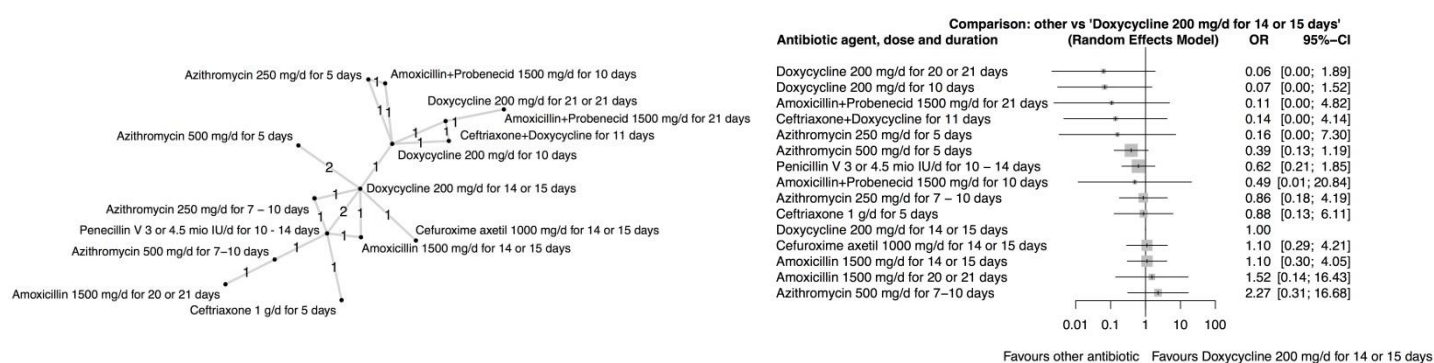 Azithromycin 250 mg/d for 5 days
1
Amoxicillin+Probenecid 1500 mg/d for 10 days
1
1
Doxycycline 200 mg/d for 21 or 21 days
Amoxicillin+Probenecid 1500 mg/d for 21 days
1
1
1
Ceftriaxone+Doxycycline for 11 days
1
Azithromycin 500 mg/d for 5 days
Doxycycline 200 mg/d for 10 days
2
1
Doxycycline 200 mg/d for 14 or 15 days
1
Azithromycin 250 mg/d for 7 – 10 days
1
2
1
1
Penecillin V 3 or 4.5 mio IU/d for 10 - 14 days
Cefuroxime axetil 1000 mg/d for 14 or 15 days
1
Amoxicillin 1500 mg/d for 14 or 15 days
Azithromycin 500 mg/d for 7–10 days
1
1
1
Amoxicillin 1500 mg/d for 20 or 21 days
Ceftriaxone 1 g/d for 5 days
Comparison: other vs 'Doxycycline 200 mg/d for 14 or 15 days'
Antibiotic agent, dose and duration (Random Effects Model) OR 95%–CI
Doxycycline 200 mg/d for 20 or 21 days 0.06 [0.00; 1.89]
Doxycycline 200 mg/d for 10 days 0.07 [0.00; 1.52]
Amoxicillin+Probenecid 1500 mg/d for 21 days 0.11 [0.00; 4.82]
Ceftriaxone+Doxycycline for 11 days 0.14 [0.00; 4.14]
Azithromycin 250 mg/d for 5 days 0.16 [0.00; 7.30]
Azithromycin 500 mg/d for 5 days 0.39 [0.13; 1.19]
Penicillin V 3 or 4.5 mio IU/d for 10 – 14 days 0.62 [0.21; 1.85]
Amoxicillin+Probenecid 1500 mg/d for 10 days 0.49 [0.01; 20.84]
Azithromycin 250 mg/d for 7 – 10 days 0.86 [0.18; 4.19]
Ceftriaxone 1 g/d for 5 days 0.88 [0.13; 6.11]
Doxycycline 200 mg/d for 14 or 15 days 1.00
Cefuroxime axetil 1000 mg/d for 14 or 15 days 1.10 [0.29; 4.21]
Amoxicillin 1500 mg/d for 14 or 15 days 1.10 [0.30; 4.05]
Amoxicillin 1500 mg/d for 20 or 21 days 1.52 [0.14; 16.43]
Azithromycin 500 mg/d for 7–10 days 2.27 [0.31; 16.68]
0.01 0.1 1 10 100
Favours other antibiotic Favours Doxycycline 200 mg/d for 14 or 15 days